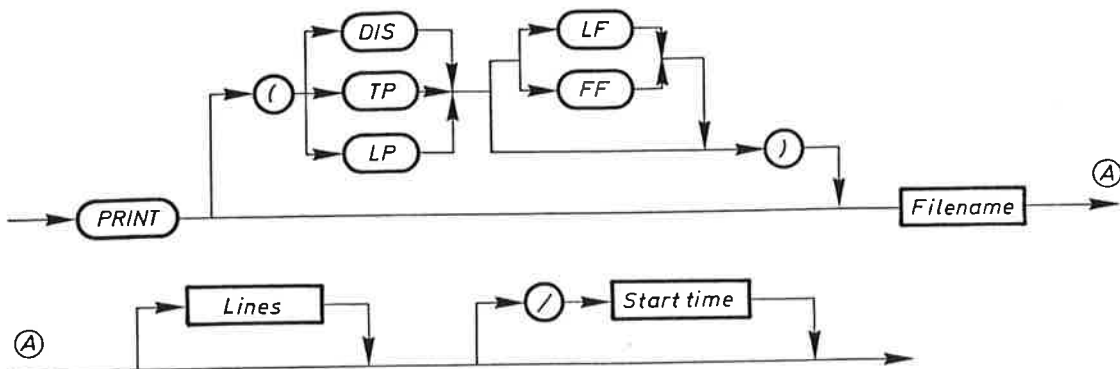 DIS
LF
( TP FF
LP )
A
PRINT Filename
Lines / Start time
A